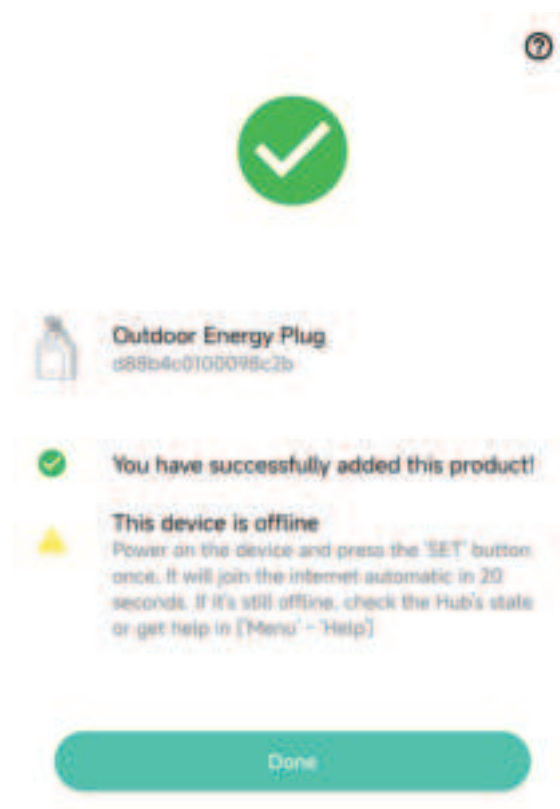 Outdoor Energy Plug
d88b4c0100098c2b
You have successfully added this product!
This device is offline
Power on the device and press the 'SET' button
once. It will join the internet automatic in 20
seconds. If it's still offline, check the Hub's state
or get help in ['Menu' - 'Help']
Done